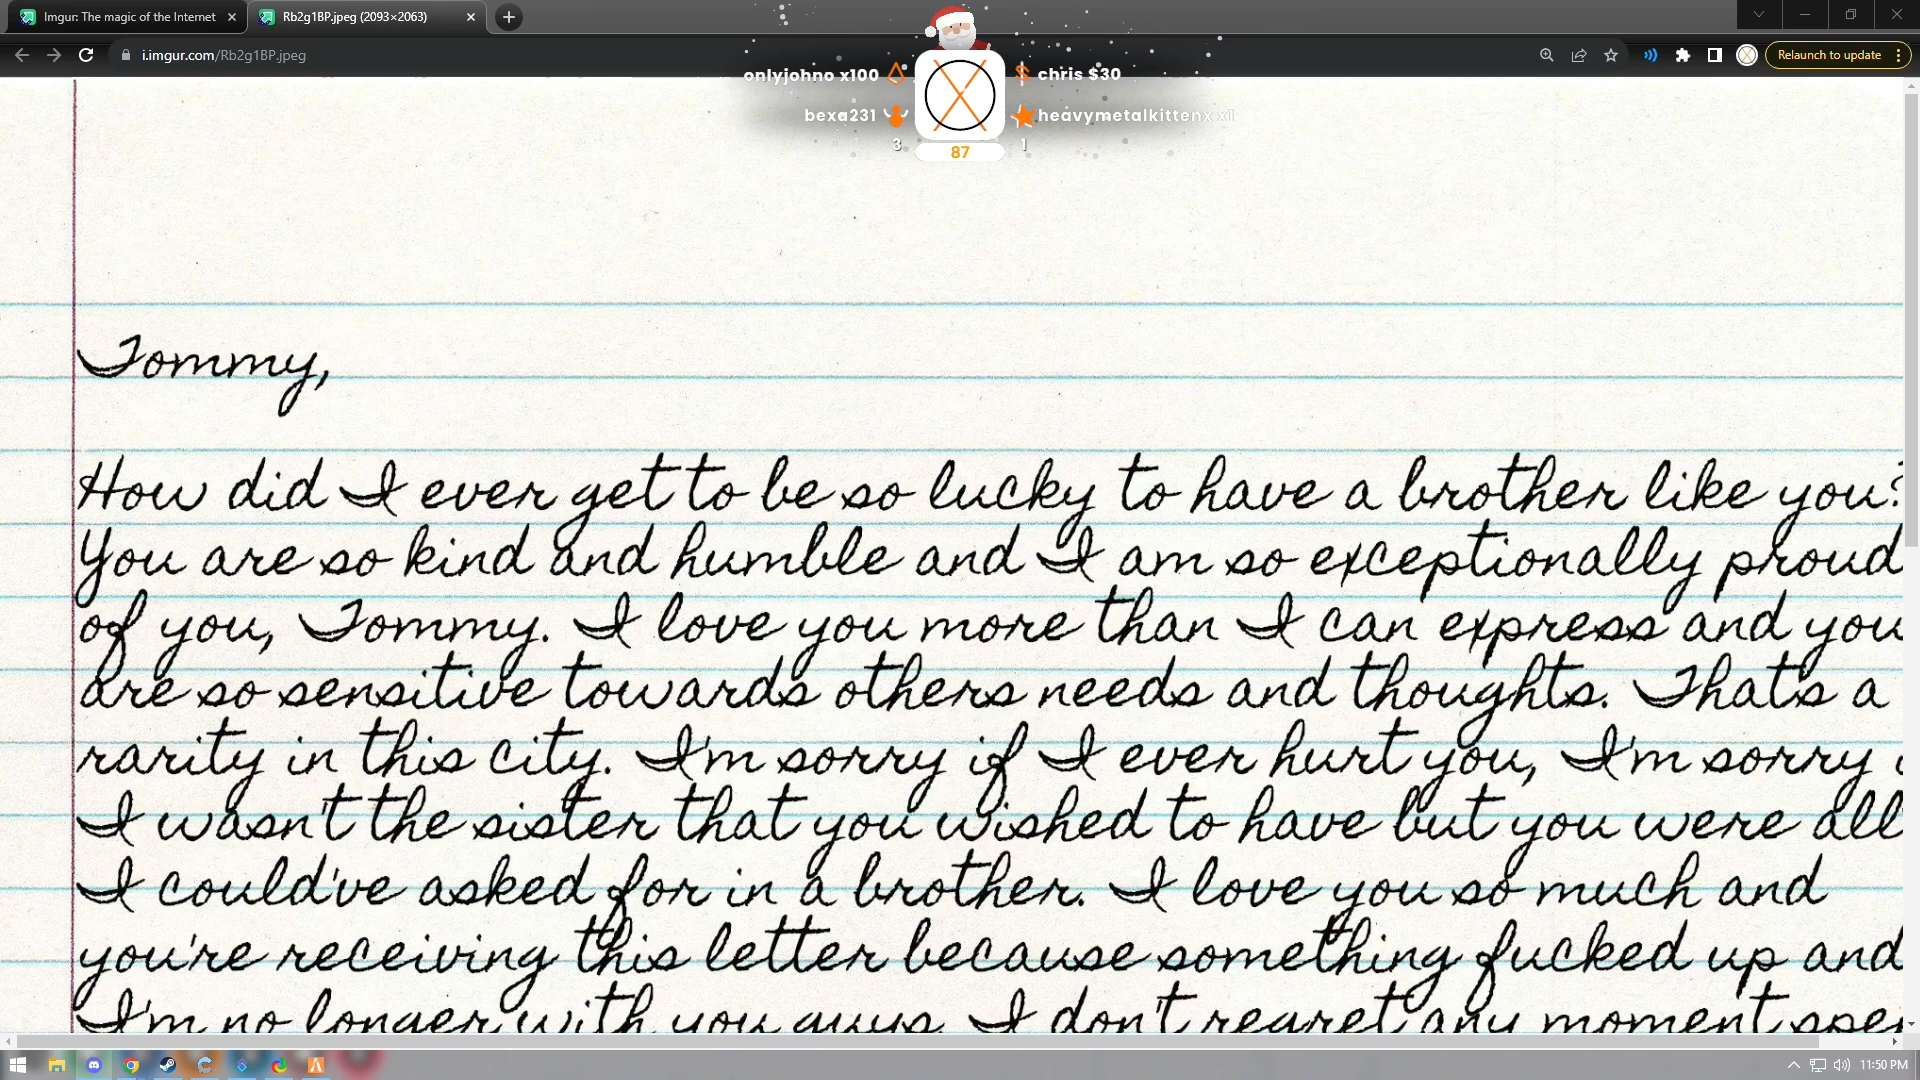 Imgur: The magic of the Internet
Rb2g1BP.jpeg (2093×2063)
i.imgur.com/Rb2g1BP.jpeg
Relaunch to update
onlyjohno x100
chris $30
bexa231
heavymetalkittenx x1
3
1
87
Tommy,
How did I ever get to be so lucky to have a brother like you?
You are so kind and humble and I am so exceptionally proud
of you, Tommy. I love you more than I can express and you
are so sensitive towards others needs and thoughts. That's a
rarity in this city. I'm sorry if I ever hurt you, I'm sorry
I wasn't the sister that you wished to have but you were all
I could've asked for in a brother. I love you so much and
you're receiving this letter because something fucked up and
I'm no longer with you guys. I don't regret any moment
11:50 PM